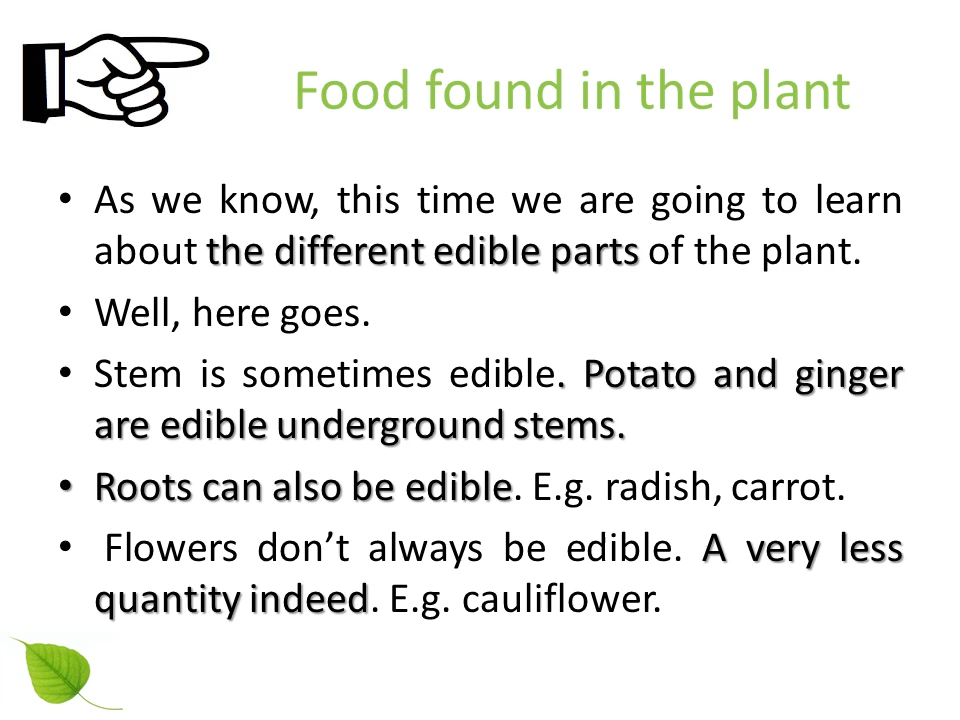 Food found in the plant
• As we know, this time we are going to learn
about the different edible parts of the plant.
• Well, here goes.
• Stem is sometimes edible. Potato and ginger
are edible underground stems.
• Roots can also be edible. E.g. radish, carrot.
• Flowers don’t always be edible. A very less
quantity indeed. E.g. cauliflower.